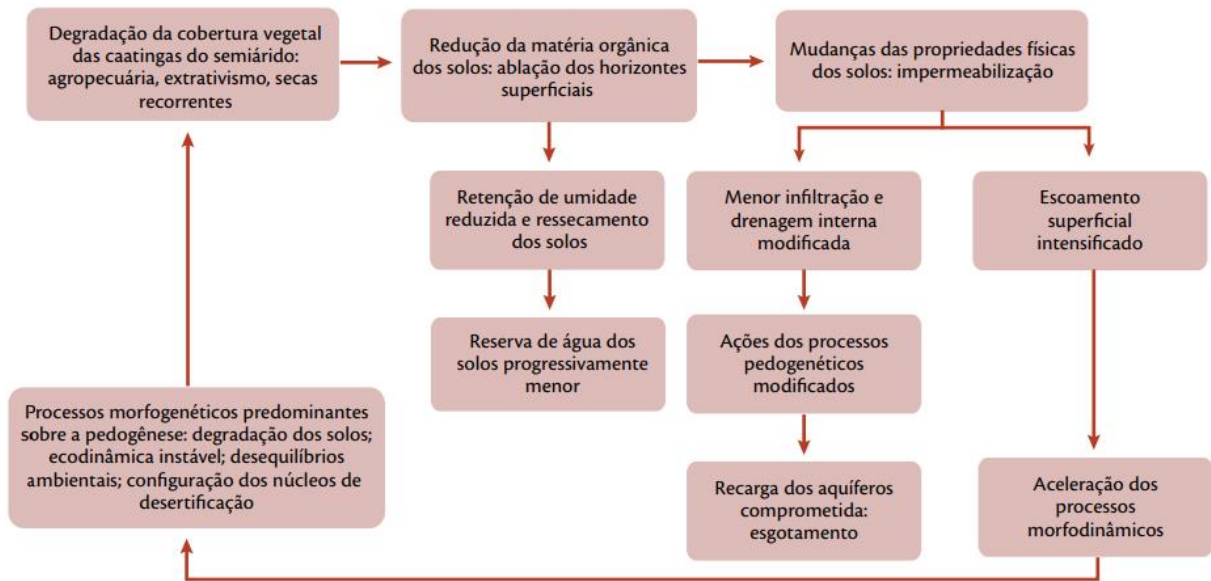 Degradação da cobertura vegetal
das caatingas do semiárido:
agropecuária, extrativismo, secas
recorrentes
Redução da matéria orgânica
dos solos: ablação dos horizontes
superficiais
Mudanças das propriedades físicas
dos solos: impermeabilização
Retenção de umidade
reduzida e ressecamento
dos solos
Menor infiltração e
drenagem interna
modificada
Escoamento
superficial
intensificado
Reserva de água dos
solos progressivamente
menor
Ações dos processos
pedogenéticos
modificados
Processos morfogenéticos predominantes
sobre a pedogênese: degradação dos solos;
ecodinâmica instável; desequilíbrios
ambientais; configuração dos núcleos de
desertificação
Recarga dos aquíferos
comprometida:
esgotamento
Aceleração dos
processos
morfodinâmicos